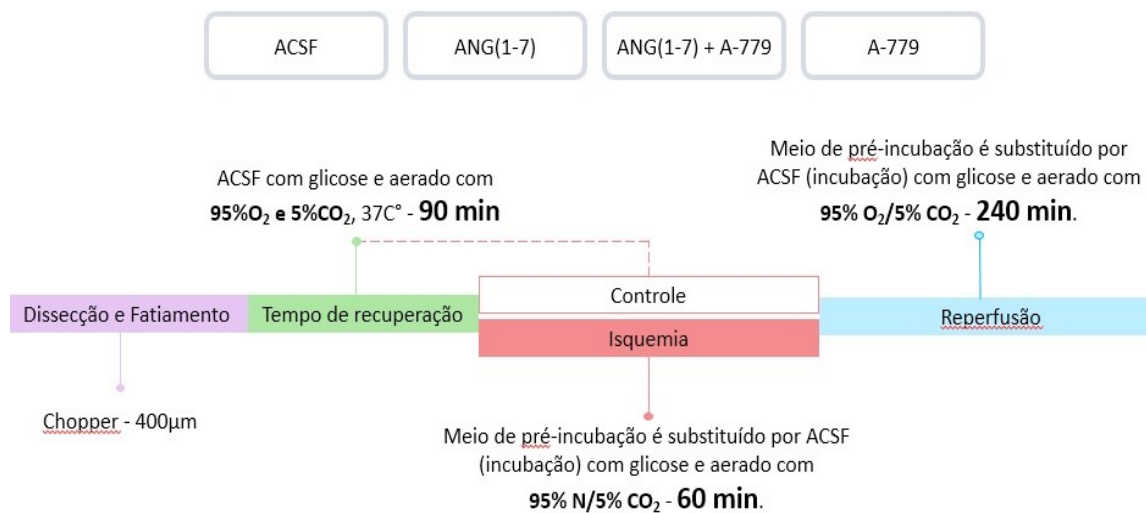 ACSF
ANG(1-7)
ANG(1-7) + A-779
A-779
ACSF com glicose e aerado com
95%O₂ e 5%CO₂, 37C° - 90 min
Meio de pré-incubação é substituído por
ACSF (incubação) com glicose e aerado com
95% O₂/5% CO₂ - 240 min.
Dissecção e Fatiamento
Tempo de recuperação
Controle
Isquemia
Reperfusão
Chopper - 400µm
Meio de pré-incubação é substituído por ACSF
(incubação) com glicose e aerado com
95% N/5% CO₂ - 60 min.